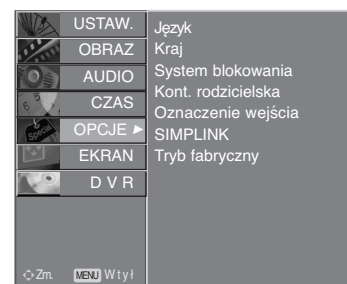 USTAW.
OBRAZ
AUDIO
CZAS
Special
OPCJE ►
EKRAN
D V R
Zm.
MENU Wtył
Język
Kraj
System blokowania
Kont. rodzicielska
Oznaczenie wejścia
SIMPLINK
Tryb fabryczny